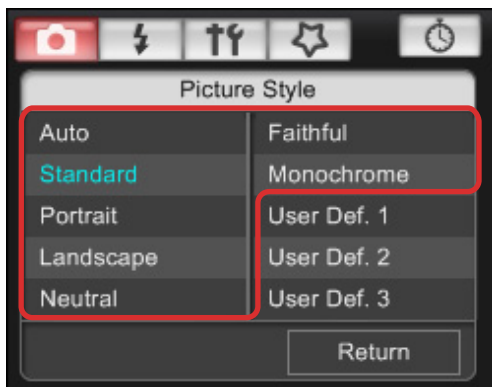 Picture Style
Auto
Standard
Portrait
Landscape
Neutral
Faithful
Monochrome
User Def. 1
User Def. 2
User Def. 3
Return